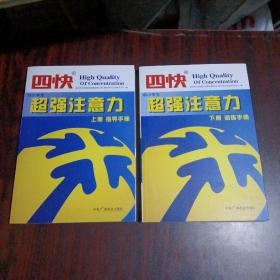 四快
High Quality
Of Concentration
超强注意力
上册 指导手册
四快
High Quality
Of Concentration
超强注意力
下册 训练手册